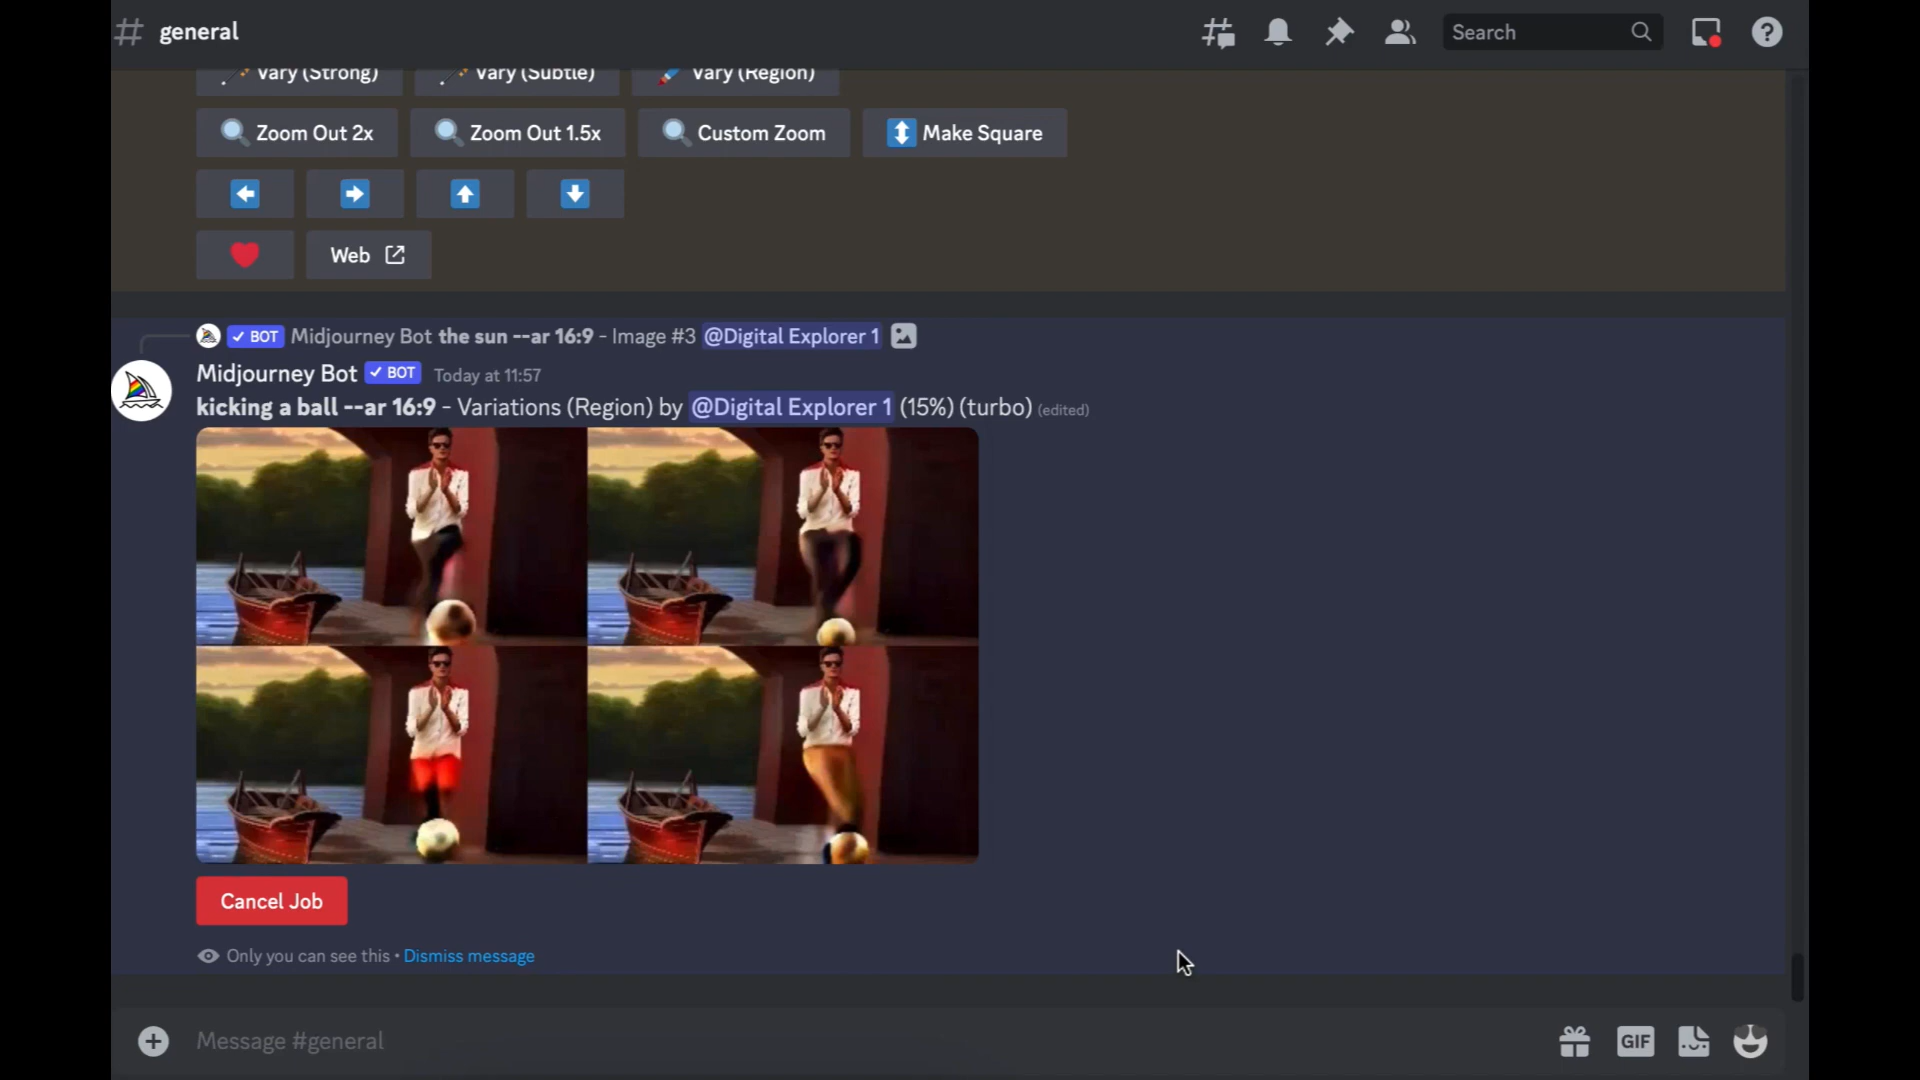 general
Search
Vary (Strong) Vary (Subtle) Vary (Region)
Zoom Out 2x Zoom Out 1.5x Custom Zoom Make Square
Web
BOT Midjourney Bot the sun --ar 16:9 - Image #3 @Digital Explorer 1
Midjourney Bot BOT Today at 11:57
kicking a ball --ar 16:9 - Variations (Region) by @Digital Explorer 1 (15%) (turbo) (edited)
Cancel Job
Only you can see this • Dismiss message
Message #general
GIF